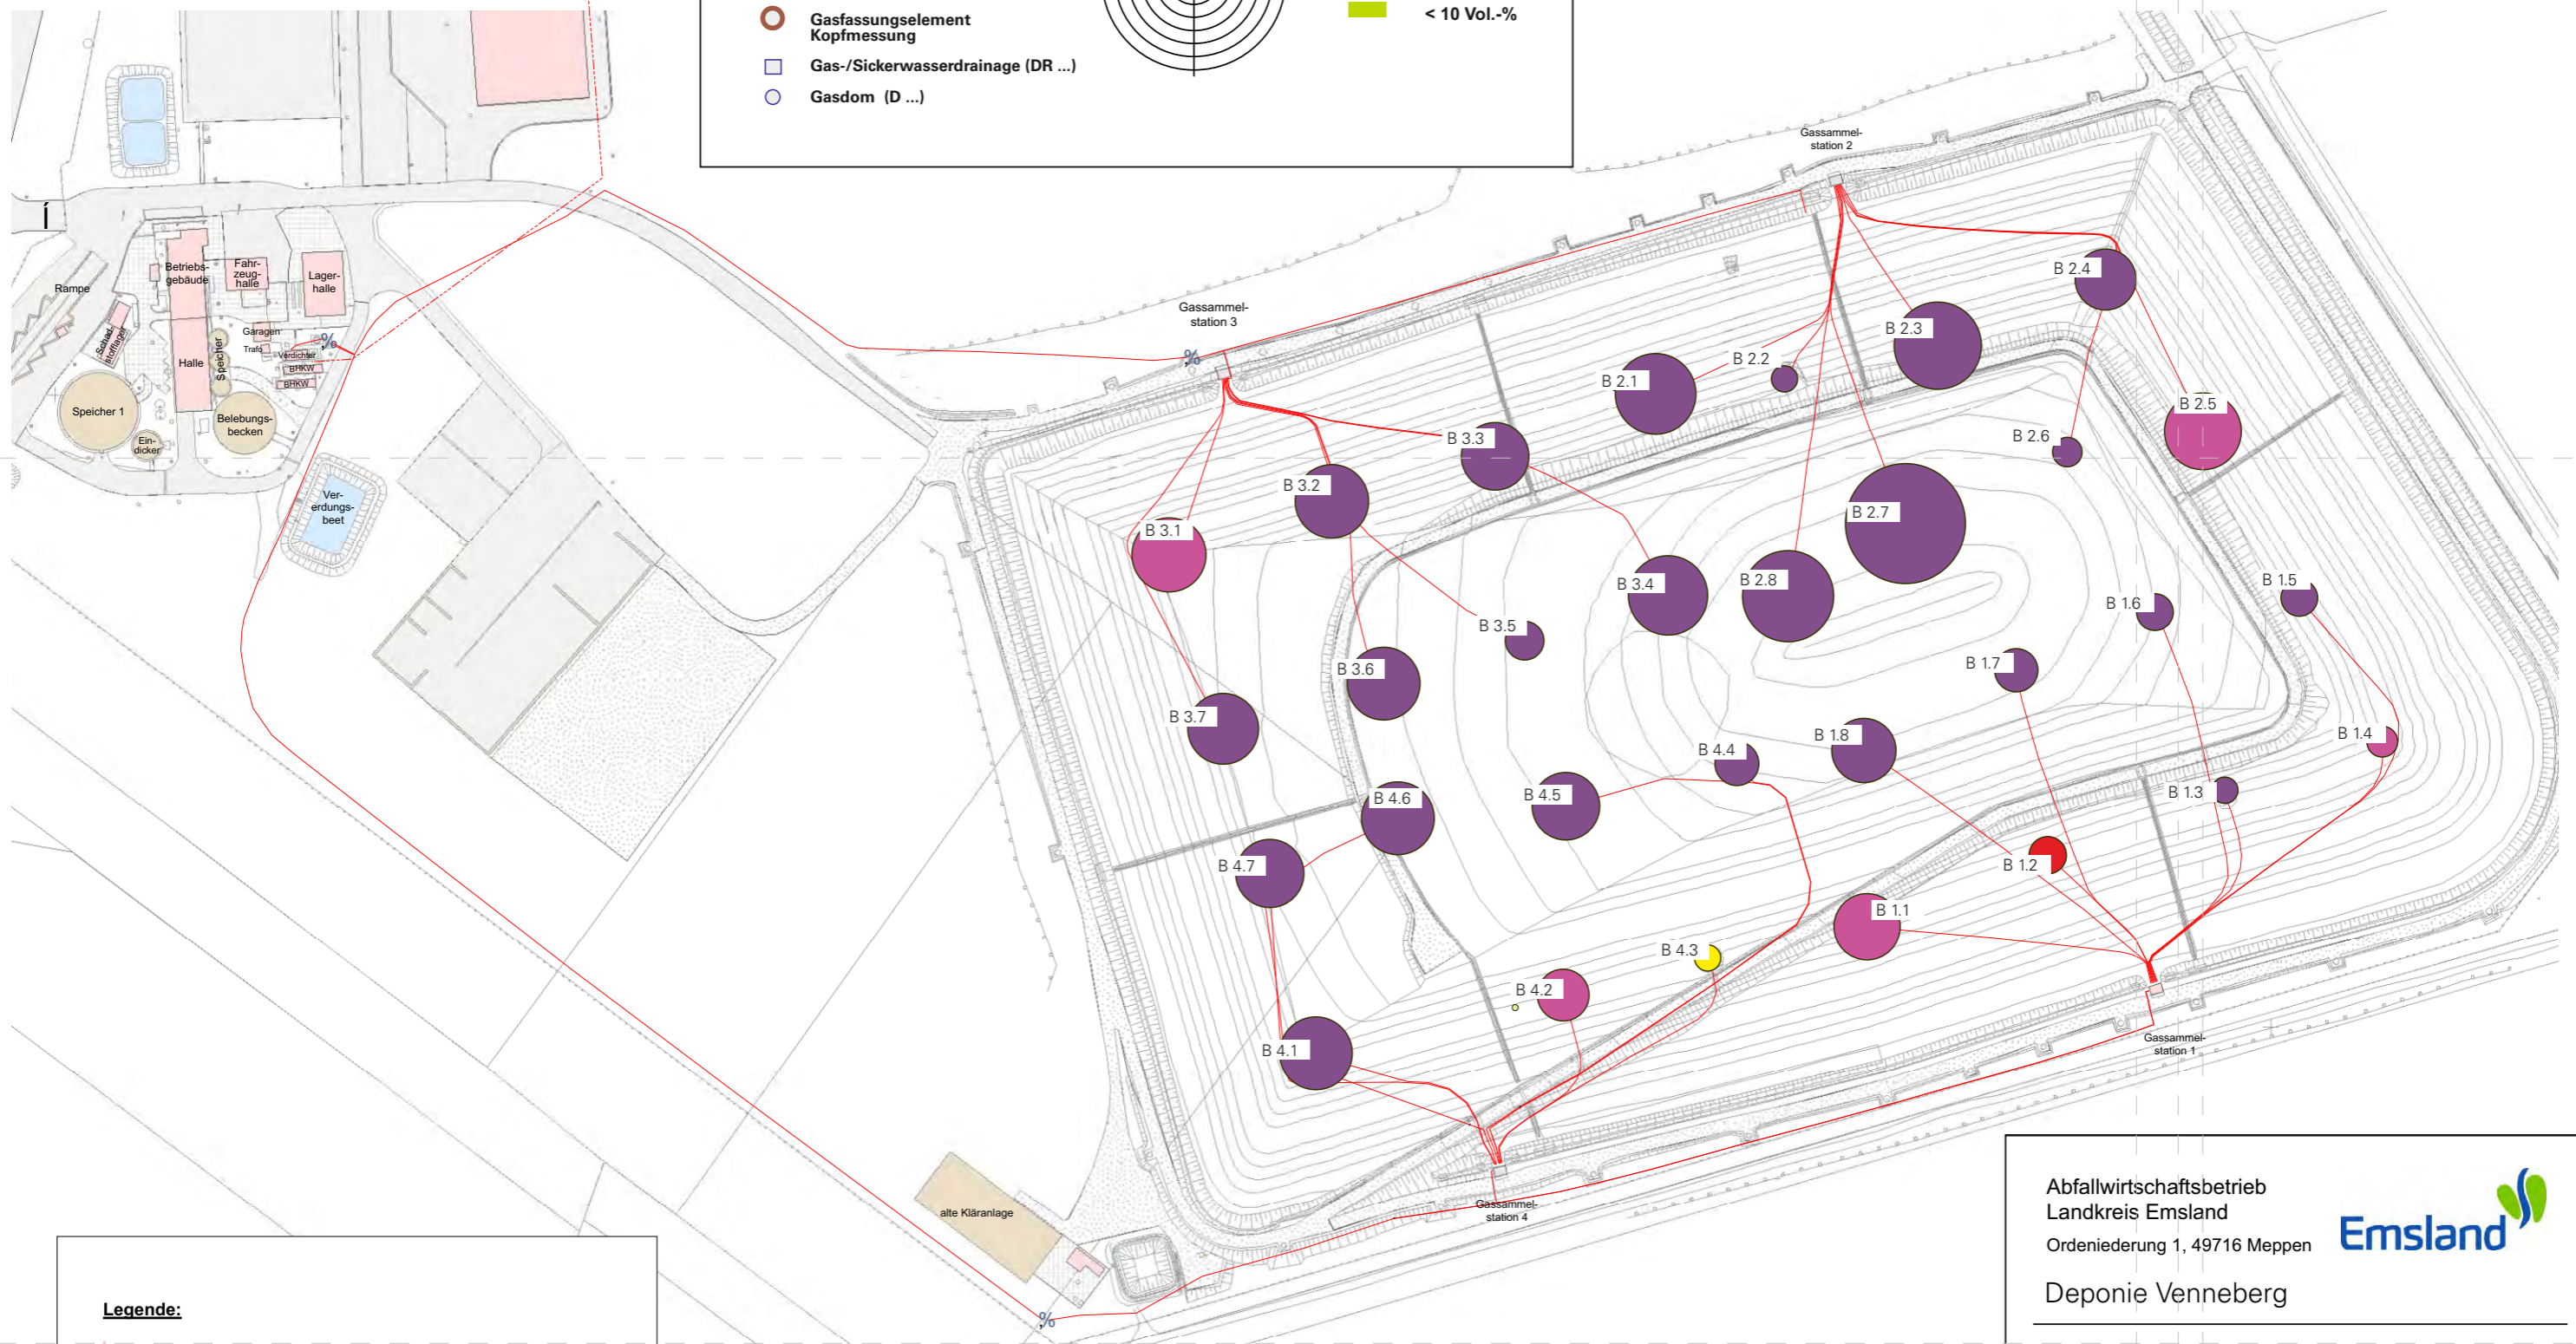 Gasfassungselement
Kopfmessung
Gas-/Sickerwasserdrainage (DR ...)
Gasdom (D ...)
< 10 Vol.-%
Gassammel-
station 2
Gassammel-
station 3
Í
Rampe
Betriebs-
gebäude
Fahr-
zeug-
halle
Lager-
halle
Schad-
stofflager
Garagen
Trafo
Verdichter
BHKW
BHKW
Halle
Speicher
Speicher 1
Ein-
dicker
Belebungs-
becken
Ver-
erdungs-
beet
%
%
%
B 2.4
B 2.3
B 2.2
B 2.1
B 2.5
B 2.6
B 3.3
B 3.2
B 3.1
B 2.7
B 2.8
B 3.4
B 3.5
B 1.5
B 1.6
B 3.6
B 1.7
B 3.7
B 1.8
B 4.4
B 1.4
B 1.3
B 4.6
B 4.5
B 4.7
B 1.2
B 1.1
B 4.3
B 4.2
B 4.1
Gassammel-
station 1
Gassammel-
station 4
alte Kläranlage
Legende:
Abfallwirtschaftsbetrieb
Landkreis Emsland
Ordeniederung 1, 49716 Meppen
Emsland
Deponie Venneberg